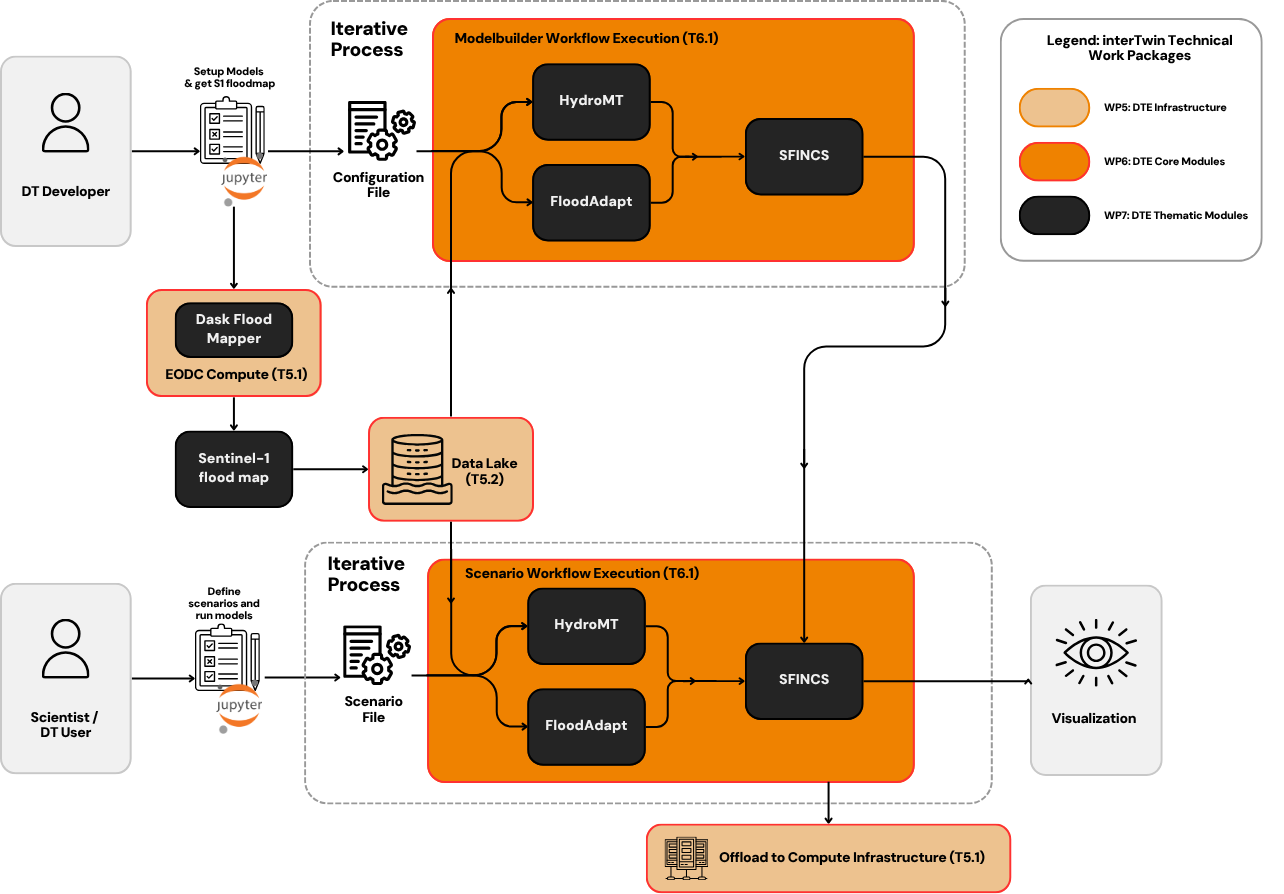 Iterative
Process
Modelbuilder Workflow Execution (T6.1)
Legend: interTwin Technical
Work Packages
Setup Models
& get S1 floodmap
HydroMT
WP5: DTE Infrastructure
SFINCS
WP6: DTE Core Modules
jupyter
Configuration
File
DT Developer
FloodAdapt
WP7: DTE Thematic Modules
Dask Flood
Mapper
EODC Compute (T5.1)
Sentinel-1
flood map
Data Lake
(T5.2)
Iterative
Process
Scenario Workflow Execution (T6.1)
Define
scenarios and
run models
HydroMT
SFINCS
jupyter
Scenario
File
Scientist /
DT User
FloodAdapt
Visualization
Offload to Compute Infrastructure (T5.1)